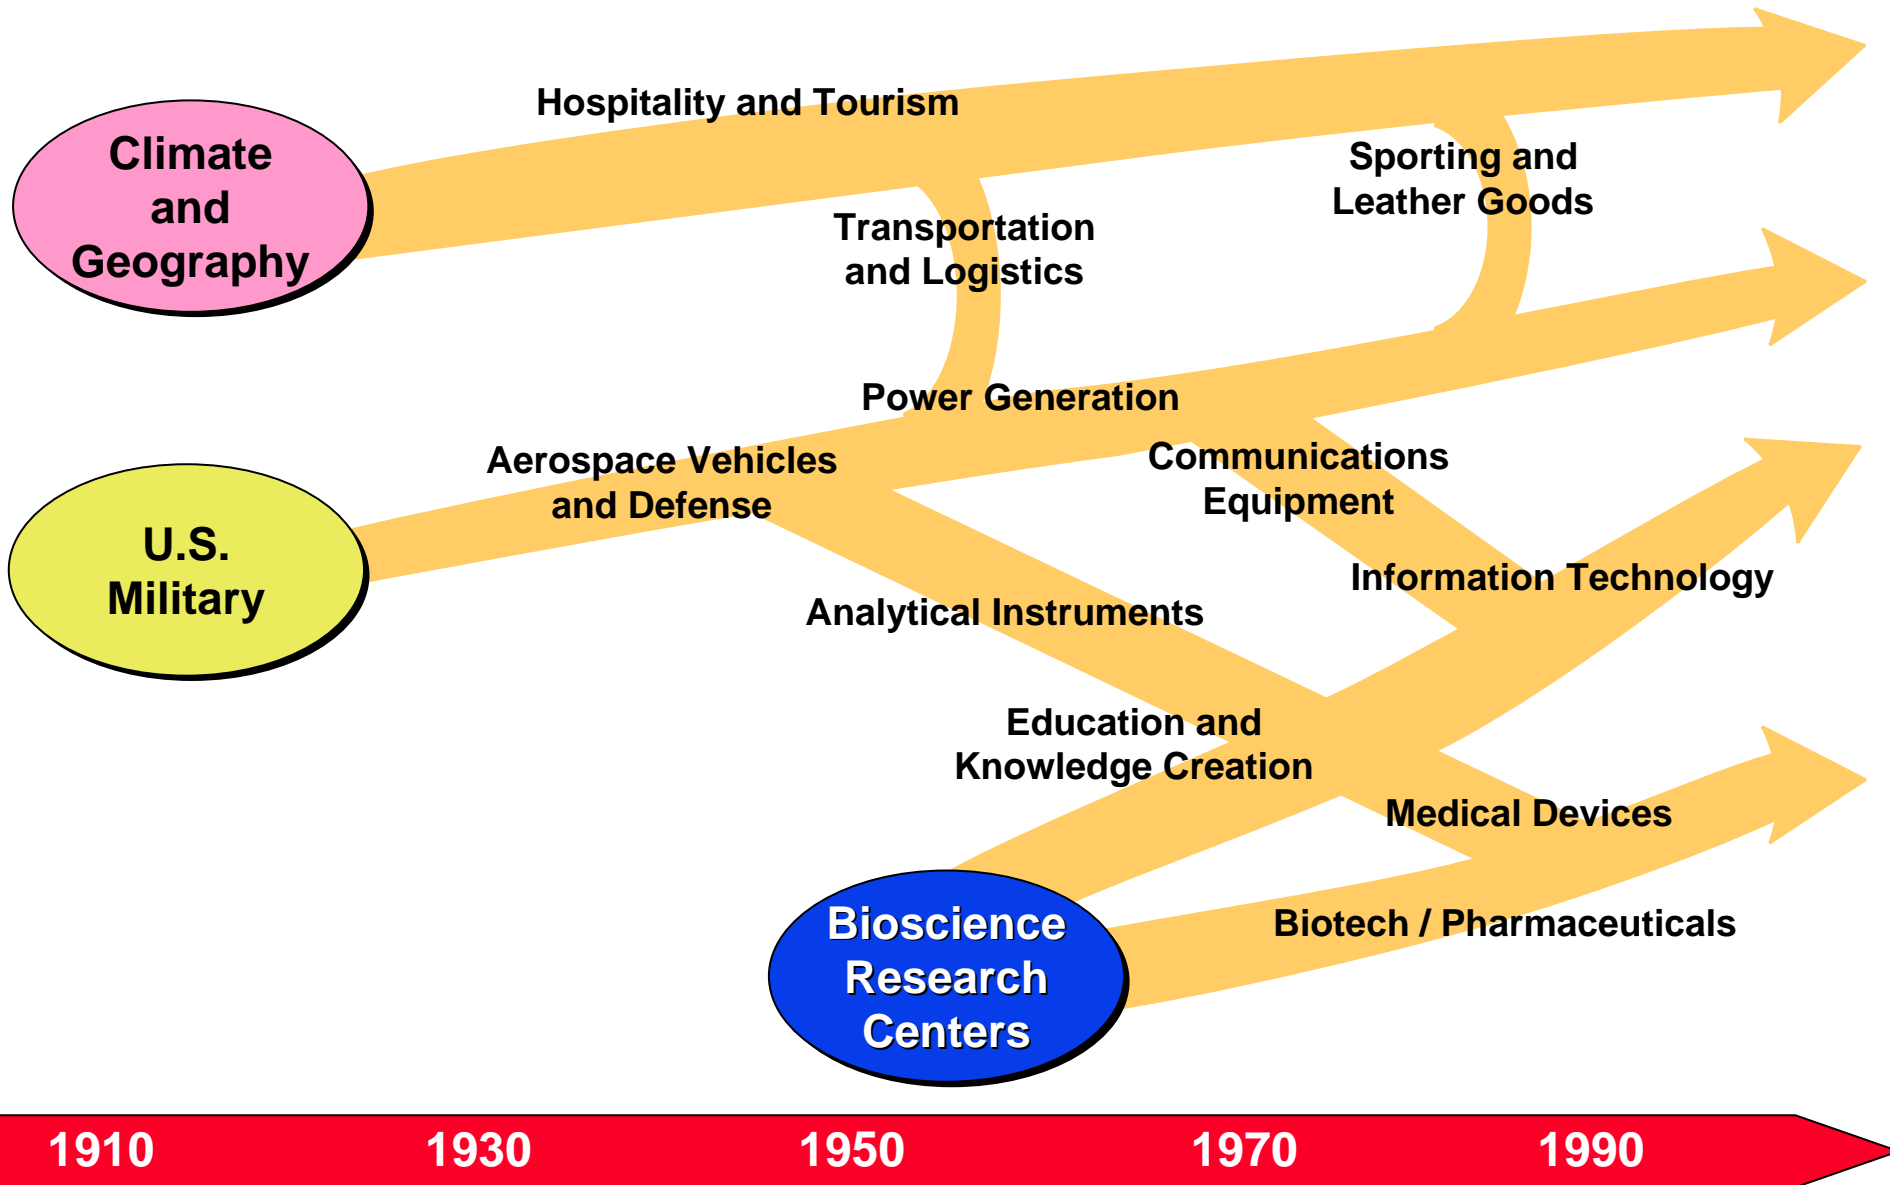 Hospitality and Tourism
Climate
and
Geography
Sporting and
Leather Goods
Transportation
and Logistics
Power Generation
Aerospace Vehicles
and Defense
Communications
Equipment
U.S.
Military
Information Technology
Analytical Instruments
Education and
Knowledge Creation
Medical Devices
Bioscience
Research
Centers
Biotech / Pharmaceuticals
1910 1930 1950 1970 1990